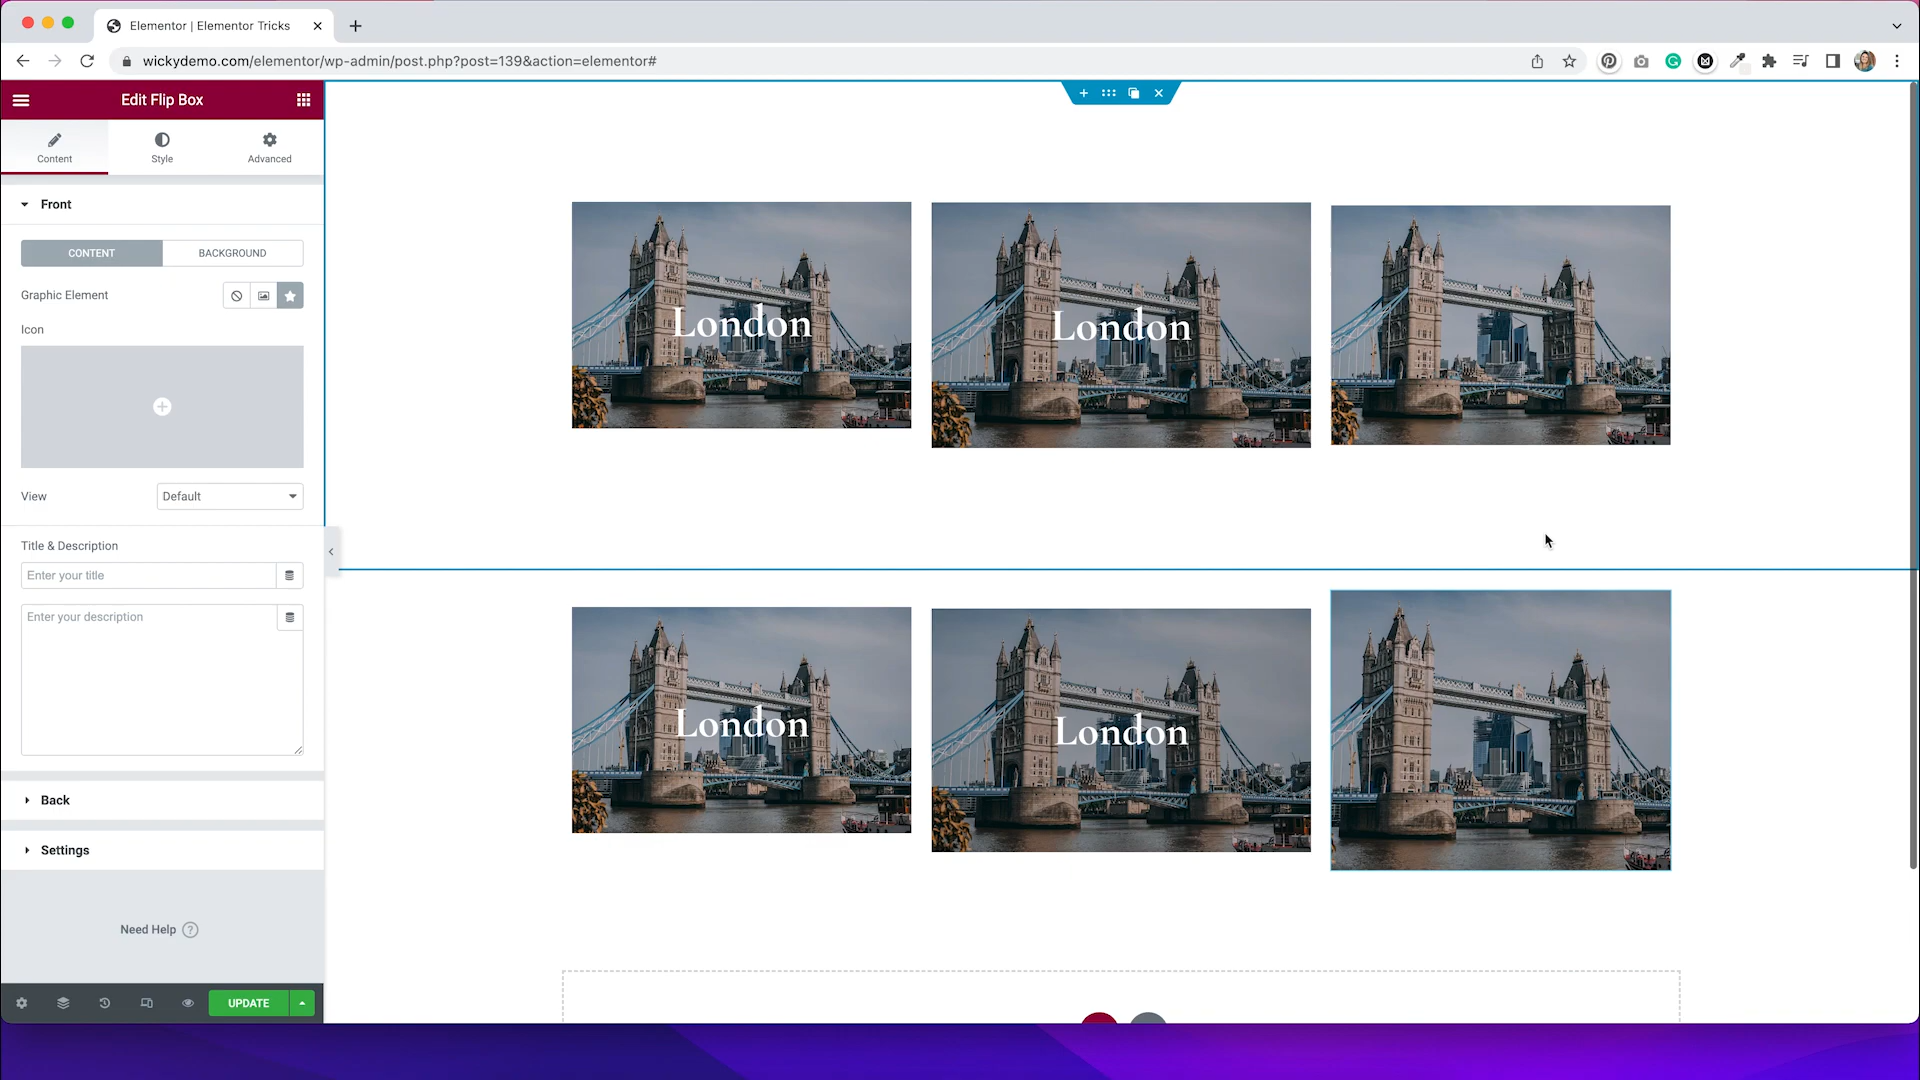 Elementor | Elementor Tricks
wickydemo.com/elementor/wp-admin/post.php?post=139&action=elementor#
Edit Flip Box
Content
Style
Advanced
Front
CONTENT
BACKGROUND
Graphic Element
Icon
View
Default
Title & Description
Enter your title
Enter your description
Back
Settings
Need Help ?
UPDATE
London
London
London
London